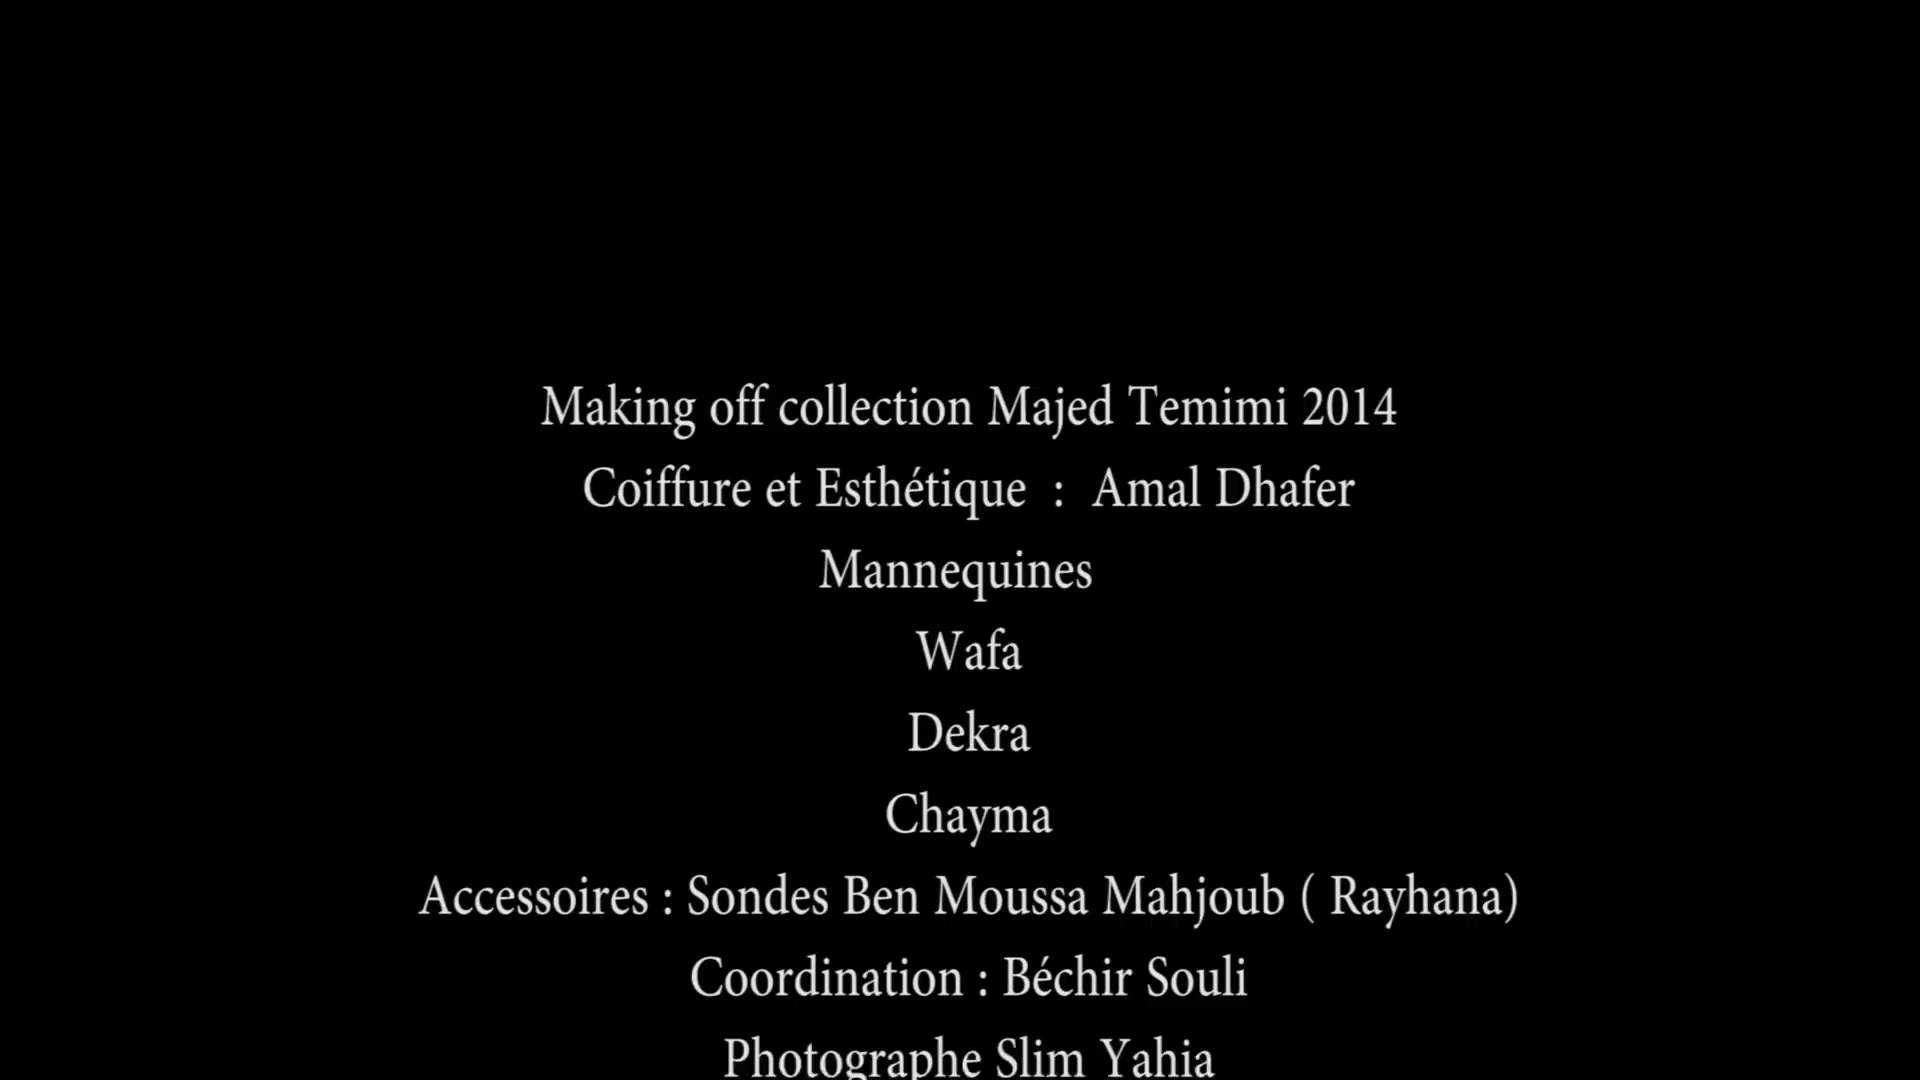 Making off collection Majed Temimi 2014
Coiffure et Esthétique : Amal Dhafer
Mannequines
Wafa
Dekra
Chayma
Accessoires : Sondes Ben Moussa Mahjoub ( Rayhana)
Coordination : Béchir Souli
Photographe Slim Yahia